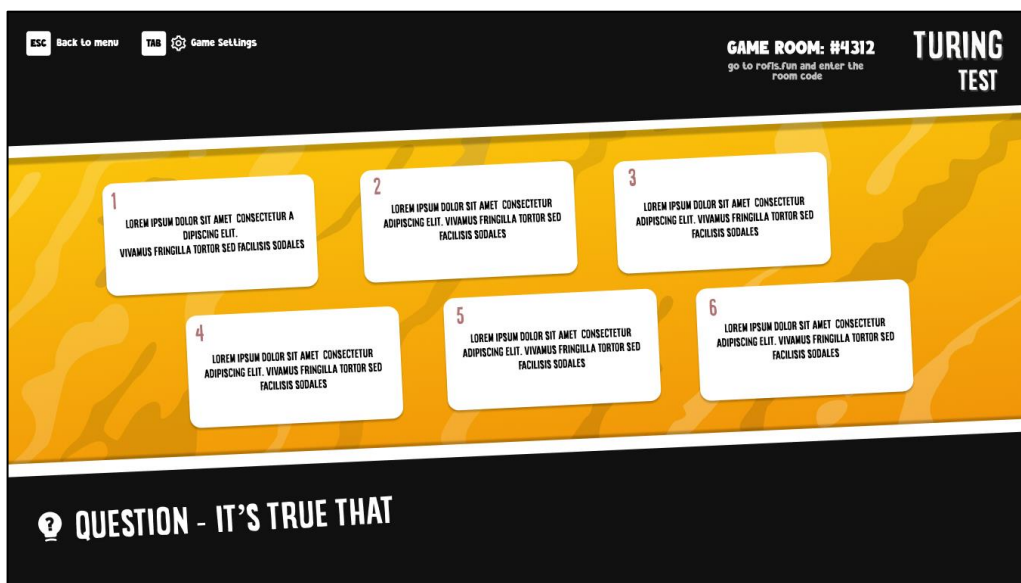 ESC Back to menu
TAB Game Settings
GAME ROOM: #4312
go to rofls.fun and enter the
room code
TURING
TEST
1
LOREM IPSUM DOLOR SIT AMET CONSECTETUR A
DIPISCING ELIT.
VIVAMUS FRINGILLA TORTOR SED FACILISIS SODALES
2
LOREM IPSUM DOLOR SIT AMET CONSECTETUR
ADIPISCING ELIT. VIVAMUS FRINGILLA TORTOR SED
FACILISIS SODALES
3
LOREM IPSUM DOLOR SIT AMET CONSECTETUR
ADIPISCING ELIT. VIVAMUS FRINGILLA TORTOR SED
FACILISIS SODALES
4
LOREM IPSUM DOLOR SIT AMET CONSECTETUR
ADIPISCING ELIT. VIVAMUS FRINGILLA TORTOR SED
FACILISIS SODALES
5
LOREM IPSUM DOLOR SIT AMET CONSECTETUR
ADIPISCING ELIT. VIVAMUS FRINGILLA TORTOR SED
FACILISIS SODALES
6
LOREM IPSUM DOLOR SIT AMET CONSECTETUR
ADIPISCING ELIT. VIVAMUS FRINGILLA TORTOR SED
FACILISIS SODALES
QUESTION - IT'S TRUE THAT